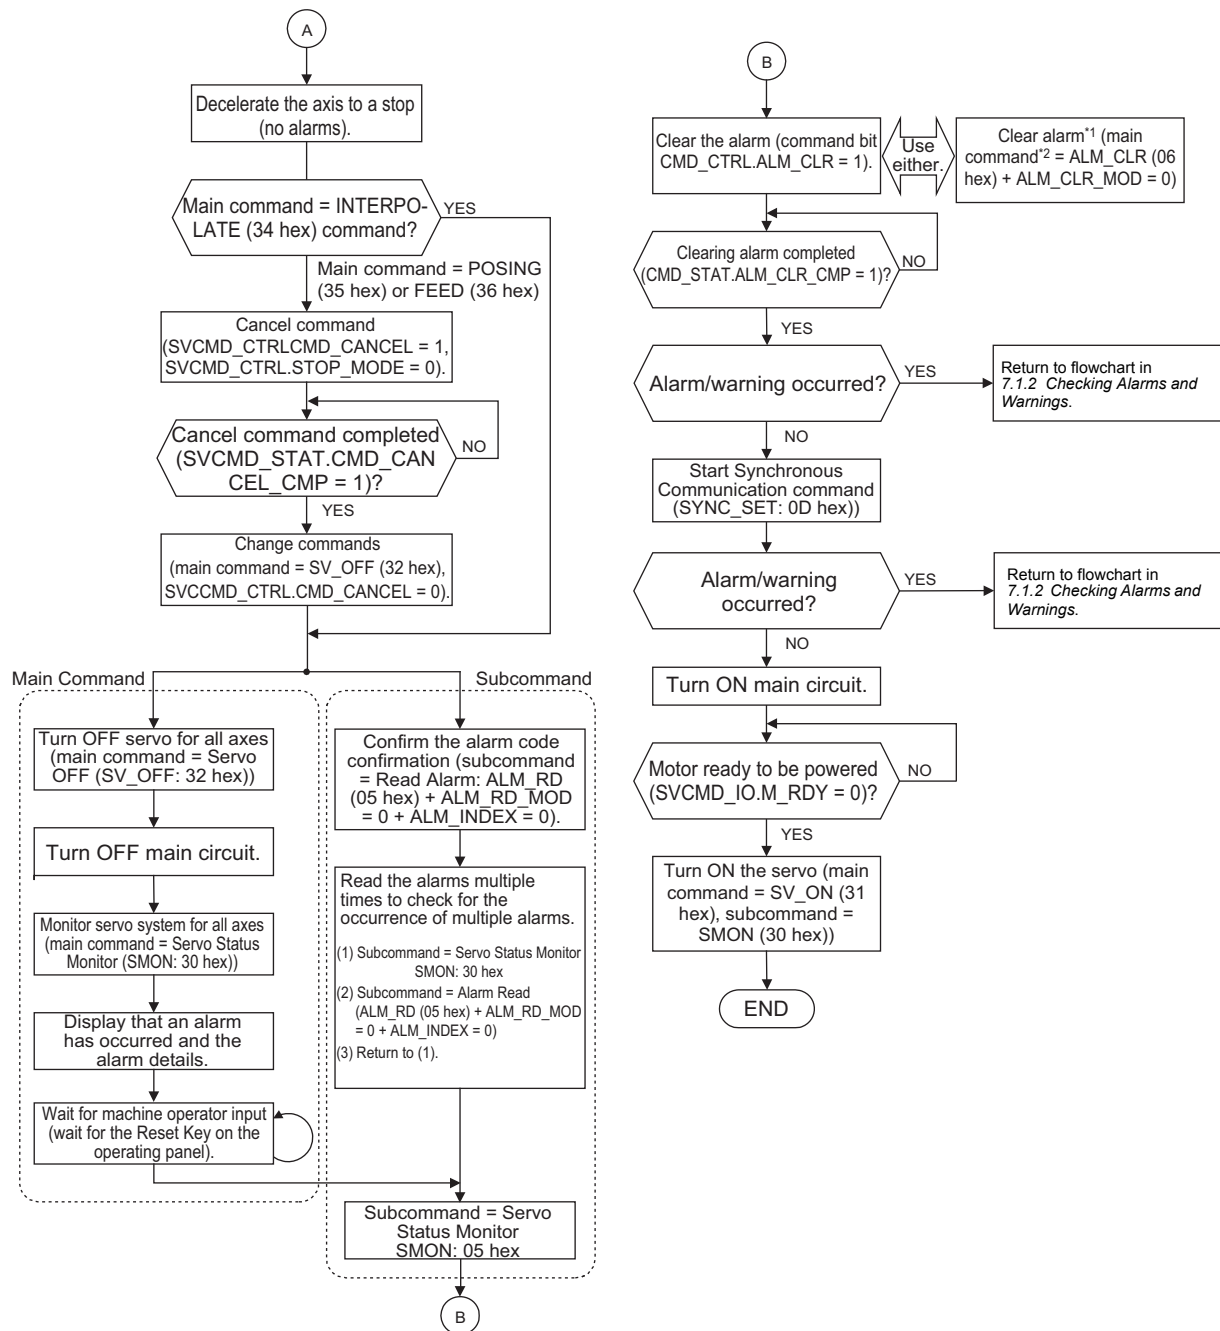 A
Decelerate the axis to a stop
(no alarms).
Main command = INTERPO-
LATE (34 hex) command?
YES
Main command = POSING
(35 hex) or FEED (36 hex)
Cancel command
(SVCMD_CTRLCMD_CANCEL = 1,
SVCMD_CTRL.STOP_MODE = 0).
Cancel command completed
(SVCMD_STAT.CMD_CAN
CEL_CMP = 1)?
NO
YES
Change commands
(main command = SV_OFF (32 hex),
SVCCMD_CTRL.CMD_CANCEL = 0).
Main Command
Turn OFF servo for all axes
(main command = Servo
OFF (SV_OFF: 32 hex))
Turn OFF main circuit.
Monitor servo system for all axes
(main command = Servo Status
Monitor (SMON: 30 hex))
Display that an alarm
has occurred and the
alarm details.
Wait for machine operator input
(wait for the Reset Key on the
operating panel).
Subcommand
Confirm the alarm code
confirmation (subcommand
= Read Alarm: ALM_RD
(05 hex) + ALM_RD_MOD
= 0 + ALM_INDEX = 0).
Read the alarms multiple
times to check for the
occurrence of multiple alarms.
(1) Subcommand = Servo Status Monitor
SMON: 30 hex
(2) Subcommand = Alarm Read
(ALM_RD (05 hex) + ALM_RD_MOD
= 0 + ALM_INDEX = 0)
(3) Return to (1).
Subcommand = Servo
Status Monitor
SMON: 05 hex
B
B
Clear the alarm (command bit
CMD_CTRL.ALM_CLR = 1).
Use
either.
Clear alarm*1 (main
command*2 = ALM_CLR (06
hex) + ALM_CLR_MOD = 0)
Clearing alarm completed
(CMD_STAT.ALM_CLR_CMP = 1)?
NO
YES
Alarm/warning occurred?
YES
Return to flowchart in
7.1.2 Checking Alarms and
Warnings.
NO
Start Synchronous
Communication command
(SYNC_SET: 0D hex))
Alarm/warning
occurred?
YES
Return to flowchart in
7.1.2 Checking Alarms and
Warnings.
NO
Turn ON main circuit.
Motor ready to be powered
(SVCMD_IO.M_RDY = 0)?
NO
YES
Turn ON the servo (main
command = SV_ON (31
hex), subcommand =
SMON (30 hex))
END